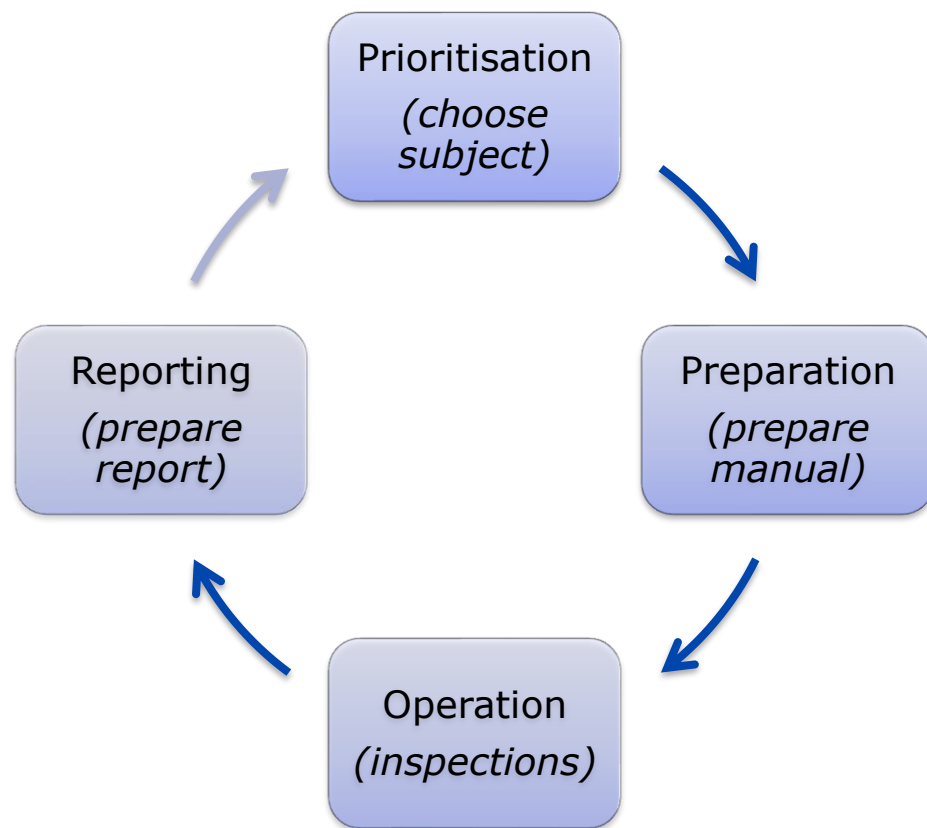 Prioritisation
(choose
subject)
Preparation
(prepare
manual)
Operation
(inspections)
Reporting
(prepare
report)